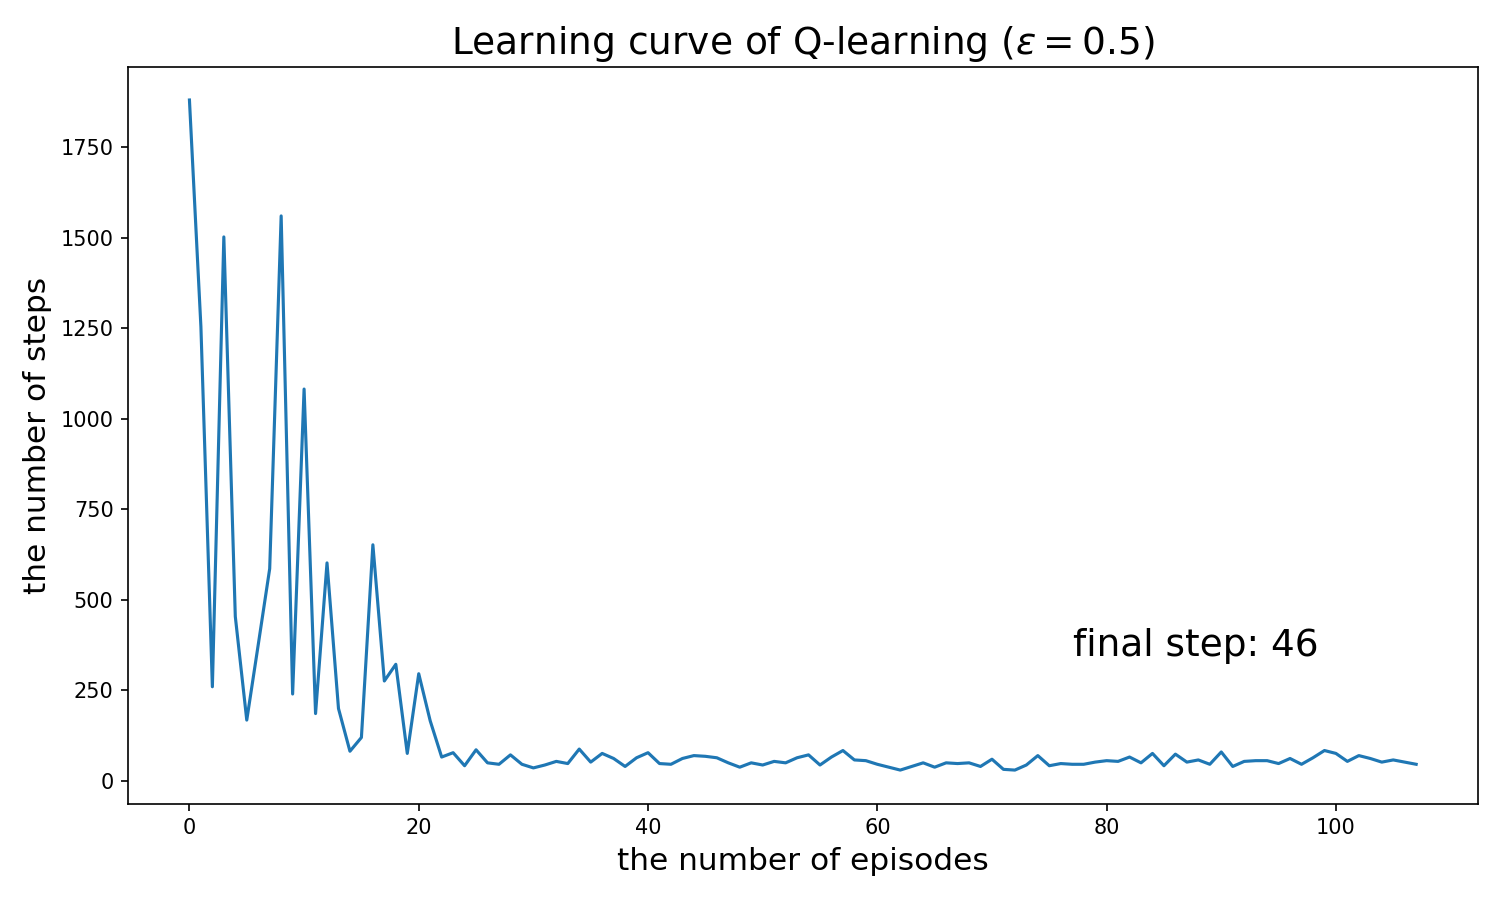 Learning curve of Q-learning (ε = 0.5)
the number of steps
1750
1500
1250
1000
750
500
250
0
final step: 46
0 20 40 60 80 100
the number of episodes